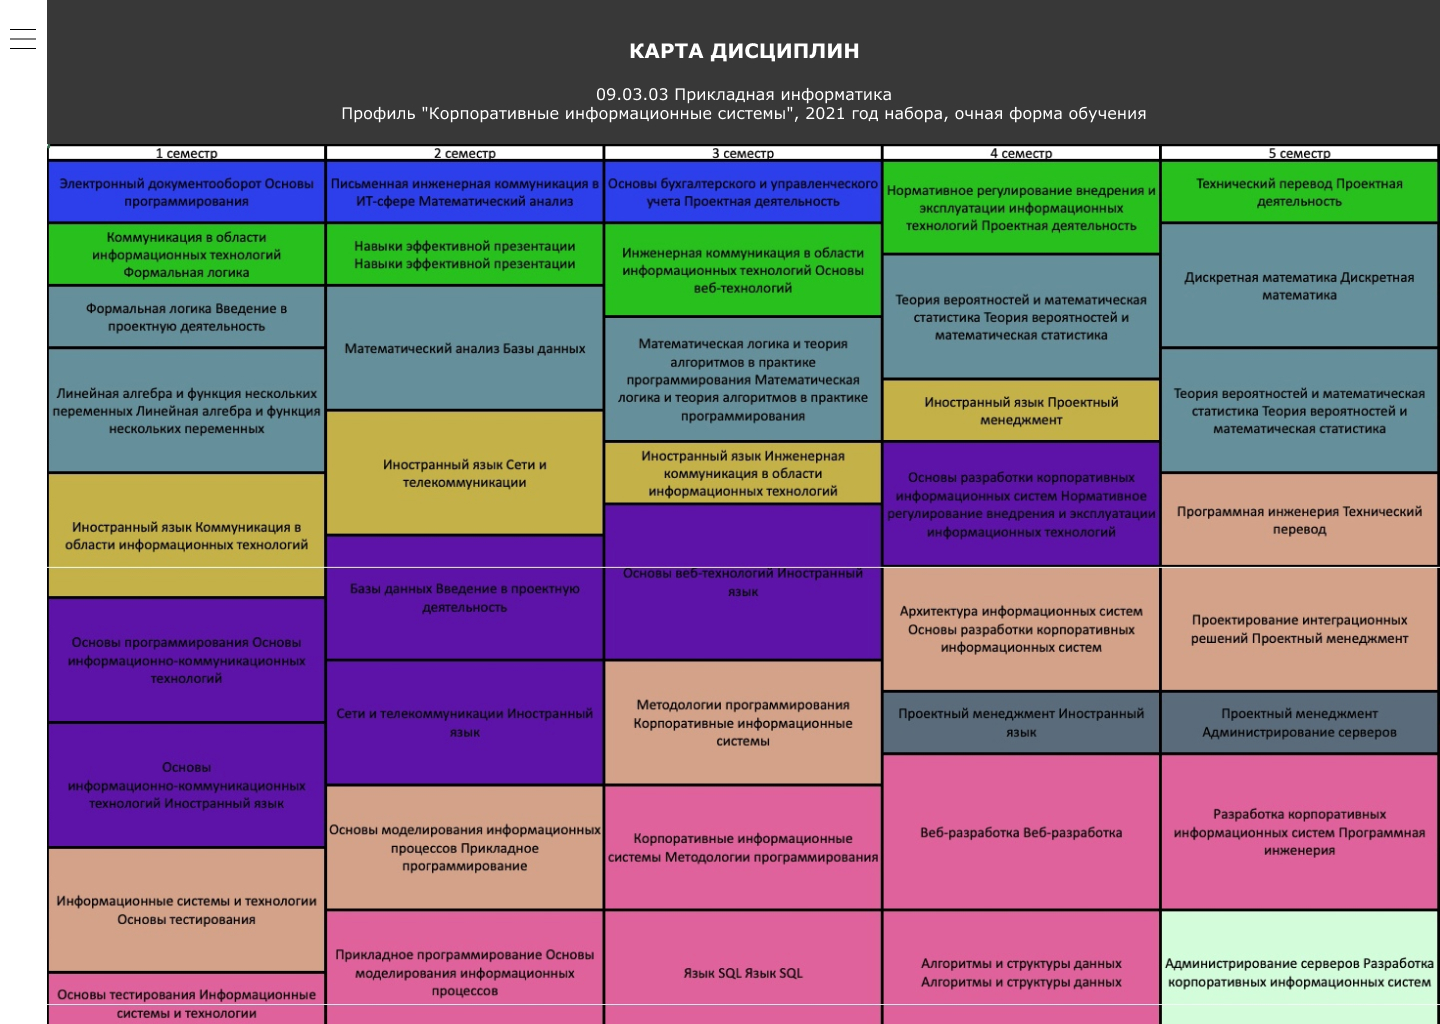 КАРТА ДИСЦИПЛИН
09.03.03 Прикладная информатика
Профиль "Корпоративные информационные системы", 2021 год набора, очная форма обучения
1 семестр
Электронный документооборот Основы
программирования
Коммуникация в области
информационных технологий
Формальная логика
Формальная логика Введение в
проектную деятельность
Линейная алгебра и функция нескольких
переменных Линейная алгебра и функция
нескольких переменных
Иностранный язык Коммуникация в
области информационных технологий
Основы программирования Основы
информационно-коммуникационных
технологий
Основы
информационно-коммуникационных
технологий Иностранный язык
Информационные системы и технологии
Основы тестирования
Основы тестирования Информационные
системы и технологии
2 семестр
Письменная инженерная коммуникация в
ИТ-сфере Математический анализ
Навыки эффективной презентации
Навыки эффективной презентации
Математический анализ Базы данных
Иностранный язык Сети и
телекоммуникации
Базы данных Введение в проектную
деятельность
Сети и телекоммуникации Иностранный
язык
Основы моделирования информационных
процессов Прикладное
программирование
Прикладное программирование Основы
моделирования информационных
процессов
3 семестр
Основы бухгалтерского и управленческого
учета Проектная деятельность
Инженерная коммуникация в области
информационных технологий Основы
веб-технологий
Математическая логика и теория
алгоритмов в практике
программирования Математическая
логика и теория алгоритмов в практике
программирования
Иностранный язык Инженерная
коммуникация в области
информационных технологий
Основы веб-технологий Иностранный
язык
Методологии программирования
Корпоративные информационные
системы
Корпоративные информационные
системы Методологии программирования
Язык SQL Язык SQL
4 семестр
Нормативное регулирование внедрения и
эксплуатации информационных
технологий Проектная деятельность
Теория вероятностей и математическая
статистика Теория вероятностей и
математическая статистика
Иностранный язык Проектный
менеджмент
Основы разработки корпоративных
информационных систем Нормативное
регулирование внедрения и эксплуатации
информационных технологий
Архитектура информационных систем
Основы разработки корпоративных
информационных систем
Проектный менеджмент Иностранный
язык
Веб-разработка Веб-разработка
Алгоритмы и структуры данных
Алгоритмы и структуры данных
5 семестр
Технический перевод Проектная
деятельность
Дискретная математика Дискретная
математика
Теория вероятностей и математическая
статистика Теория вероятностей и
математическая статистика
Программная инженерия Технический
перевод
Проектирование интеграционных
решений Проектный менеджмент
Проектный менеджмент
Администрирование серверов
Разработка корпоративных
информационных систем Программная
инженерия
Администрирование серверов Разработка
корпоративных информационных систем